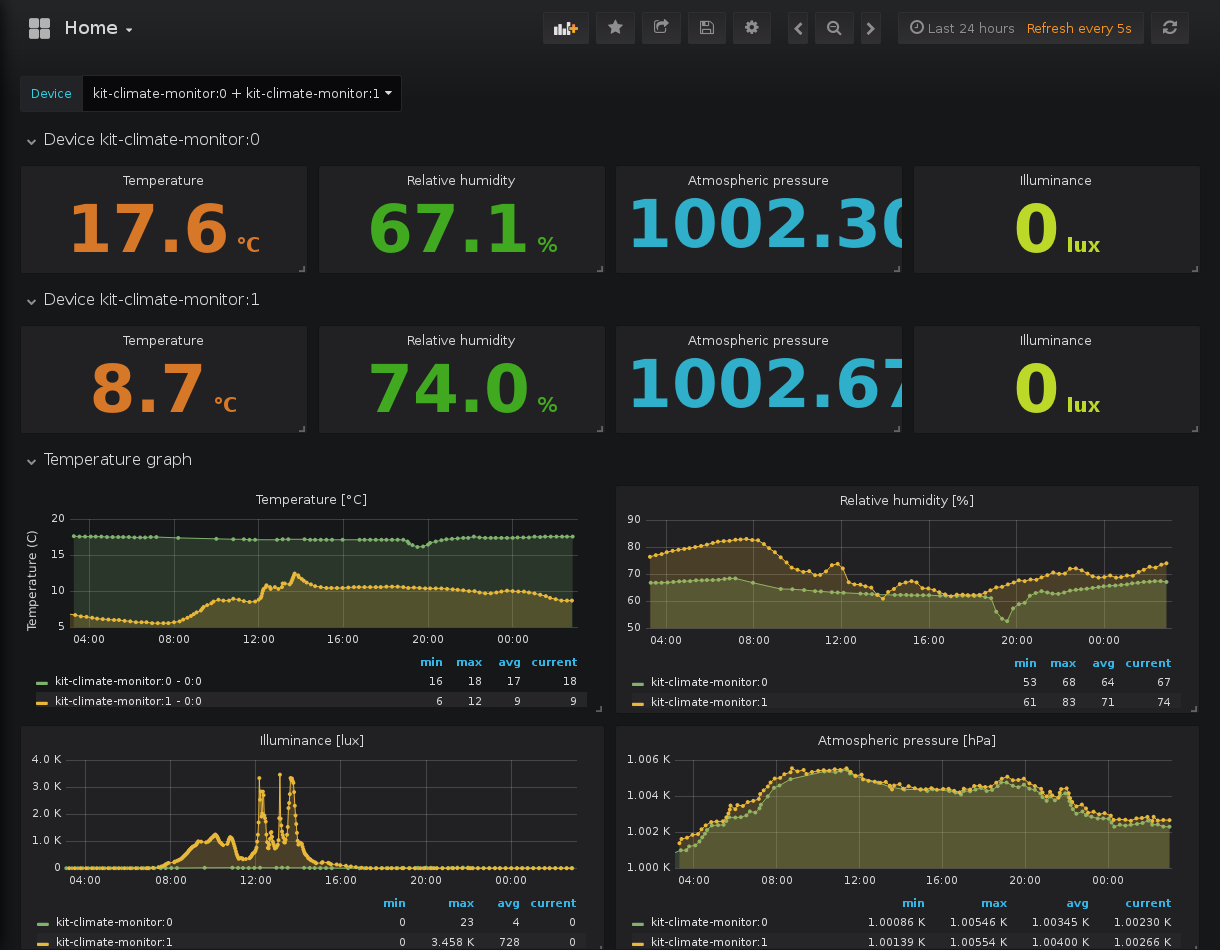 Home
Last 24 hours Refresh every 5s
Device kit-climate-monitor:0 + kit-climate-monitor:1
Device kit-climate-monitor:0
Temperature Relative humidity Atmospheric pressure Illuminance
17.6 °C 67.1 % 1002.30 0 lux
Device kit-climate-monitor:1
Temperature Relative humidity Atmospheric pressure Illuminance
8.7 °C 74.0 % 1002.67 0 lux
Temperature graph
Temperature [°C]
Temperature (C)
20
15
10
5
04:00 08:00 12:00 16:00 20:00 00:00
min max avg current
kit-climate-monitor:0 - 0:0 16 18 17 18
kit-climate-monitor:1 - 0:0 6 12 9 9
Relative humidity [%]
90
80
70
60
50
04:00 08:00 12:00 16:00 20:00 00:00
min max avg current
kit-climate-monitor:0 53 68 64 67
kit-climate-monitor:1 61 83 71 74
Illuminance [lux]
4.0 K
3.0 K
2.0 K
1.0 K
0
04:00 08:00 12:00 16:00 20:00 00:00
min max avg current
kit-climate-monitor:0 0 23 4 0
kit-climate-monitor:1 0 3.458 K 728 0
Atmospheric pressure [hPa]
1.006 K
1.004 K
1.002 K
1.000 K
04:00 08:00 12:00 16:00 20:00 00:00
min max avg current
kit-climate-monitor:0 1.00086 K 1.00546 K 1.00345 K 1.00230 K
kit-climate-monitor:1 1.00139 K 1.00554 K 1.00400 K 1.00266 K